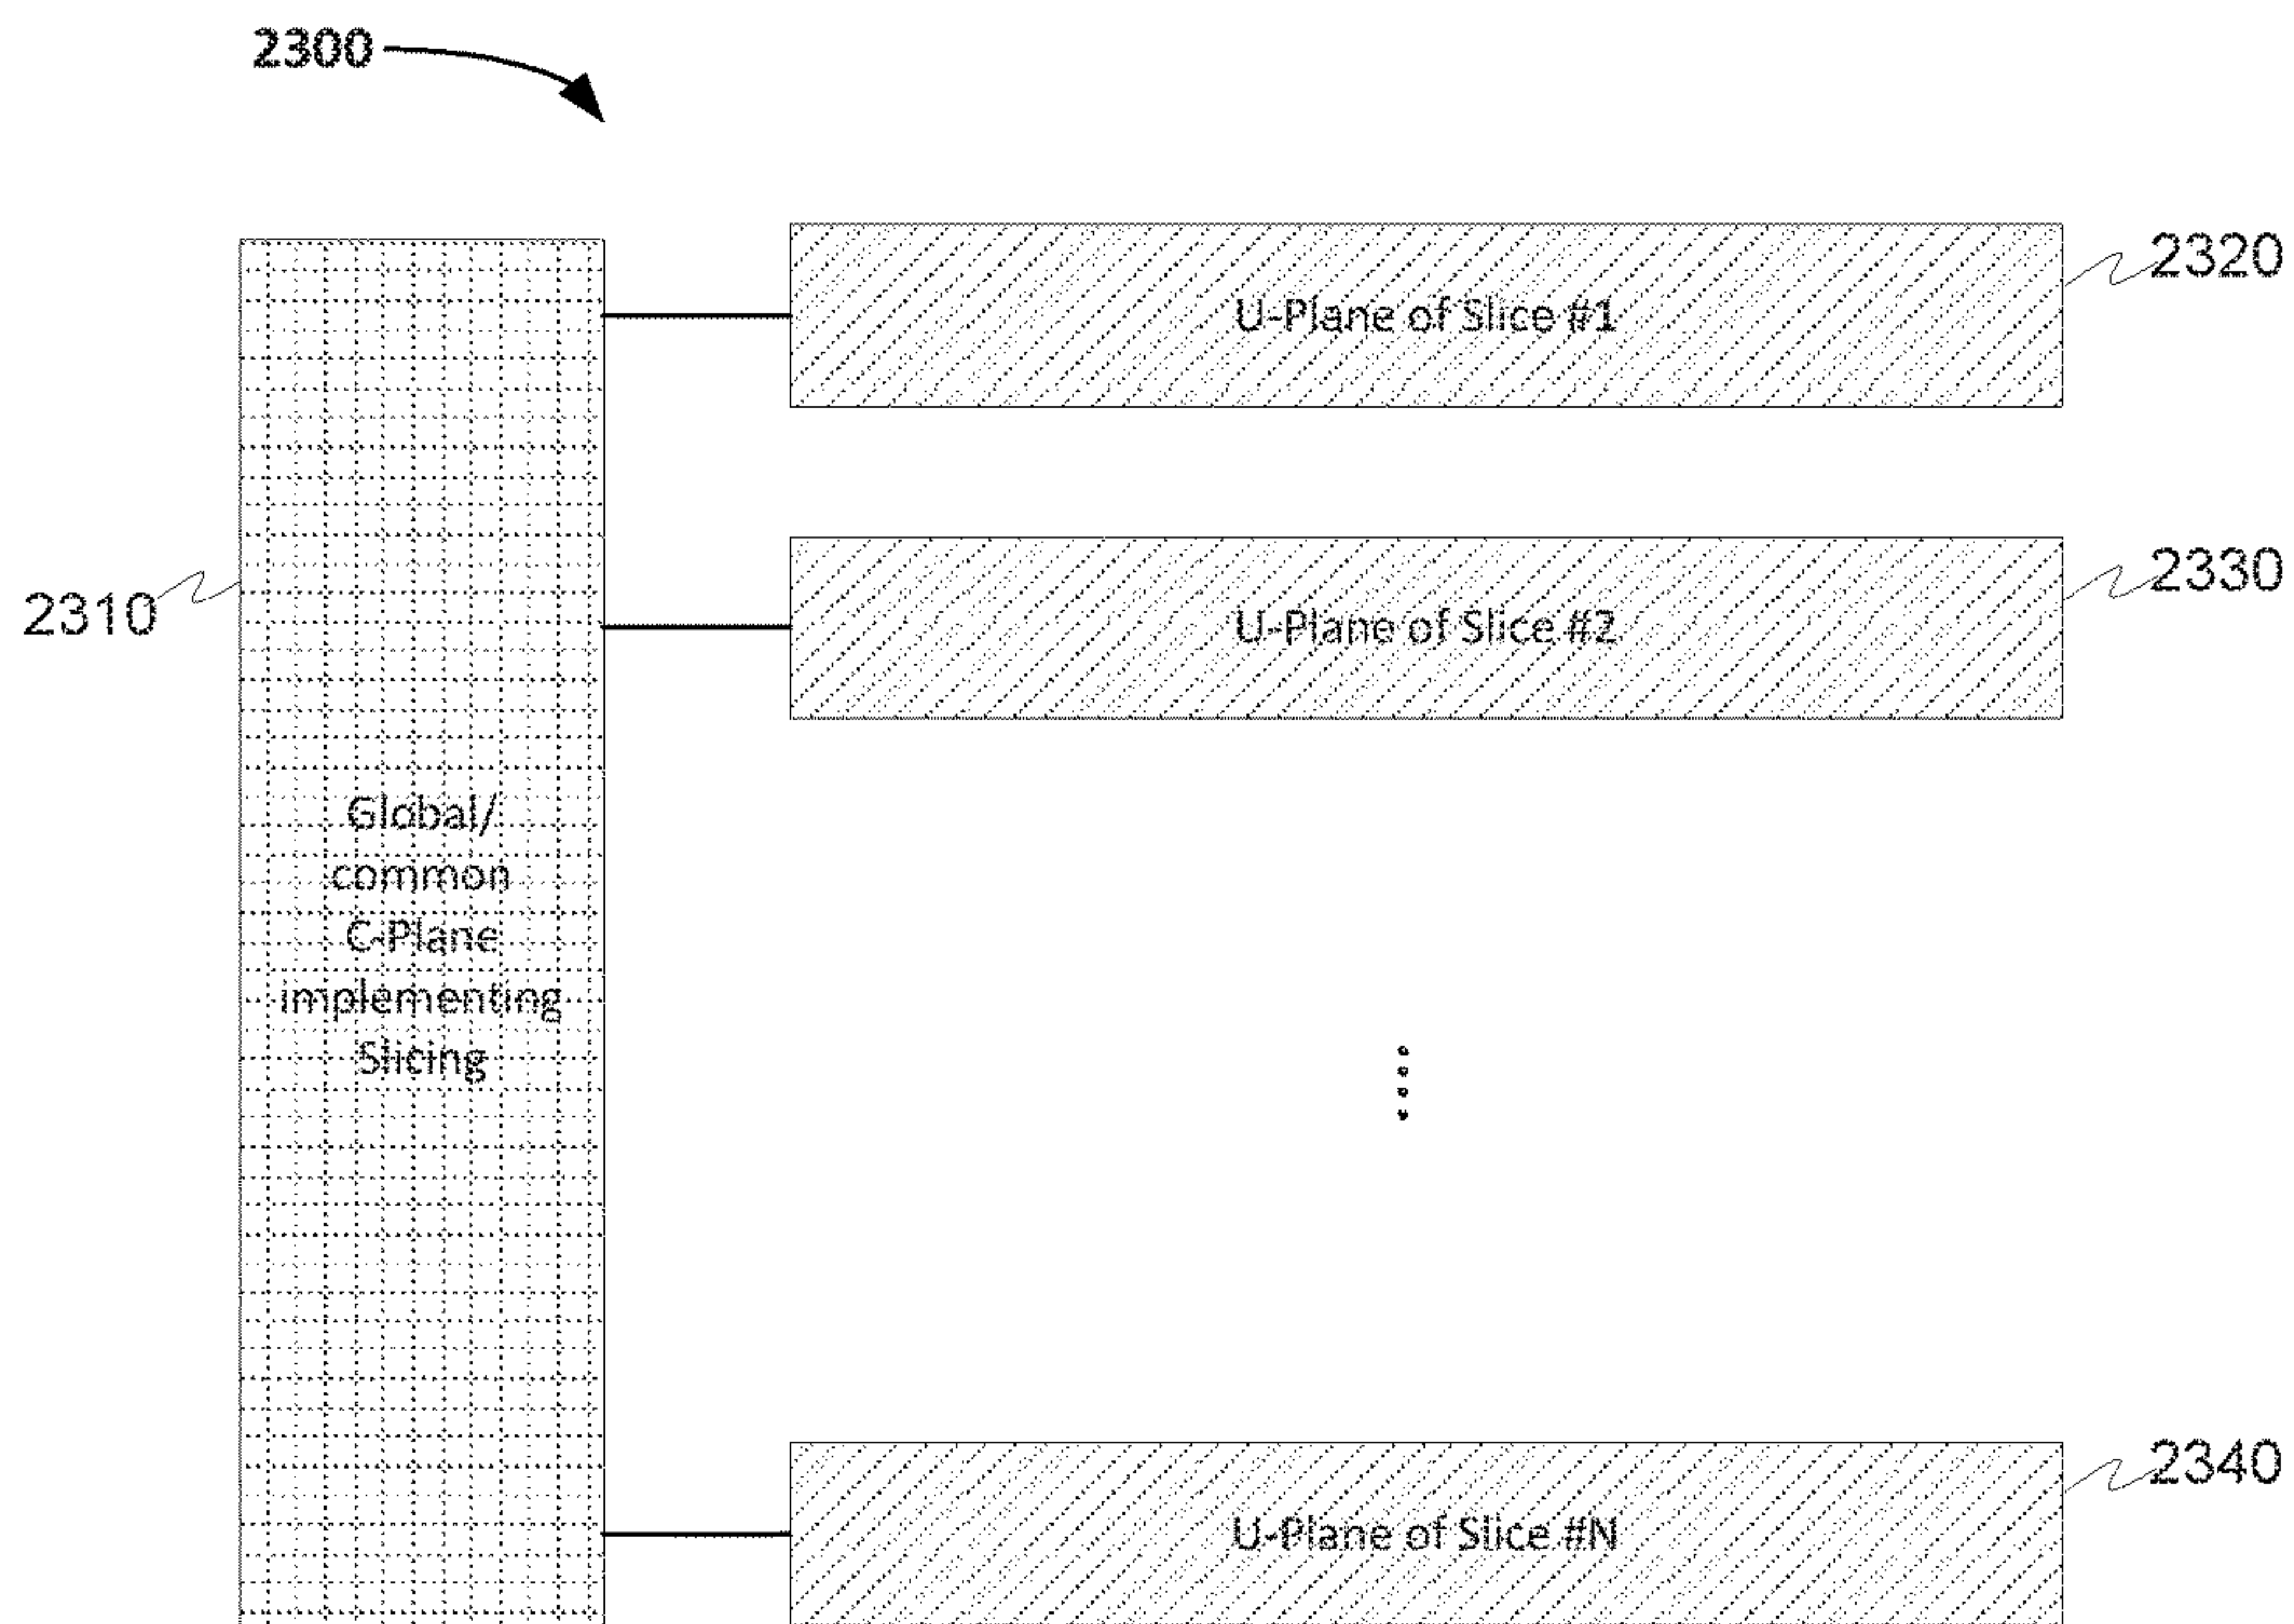 2300
2320
U-Plane of Slice #1
2330
2310
U-Plane of Slice #2
Global/
common
C-Plane
implementing
Slicing
2340
U-Plane of Slice #N